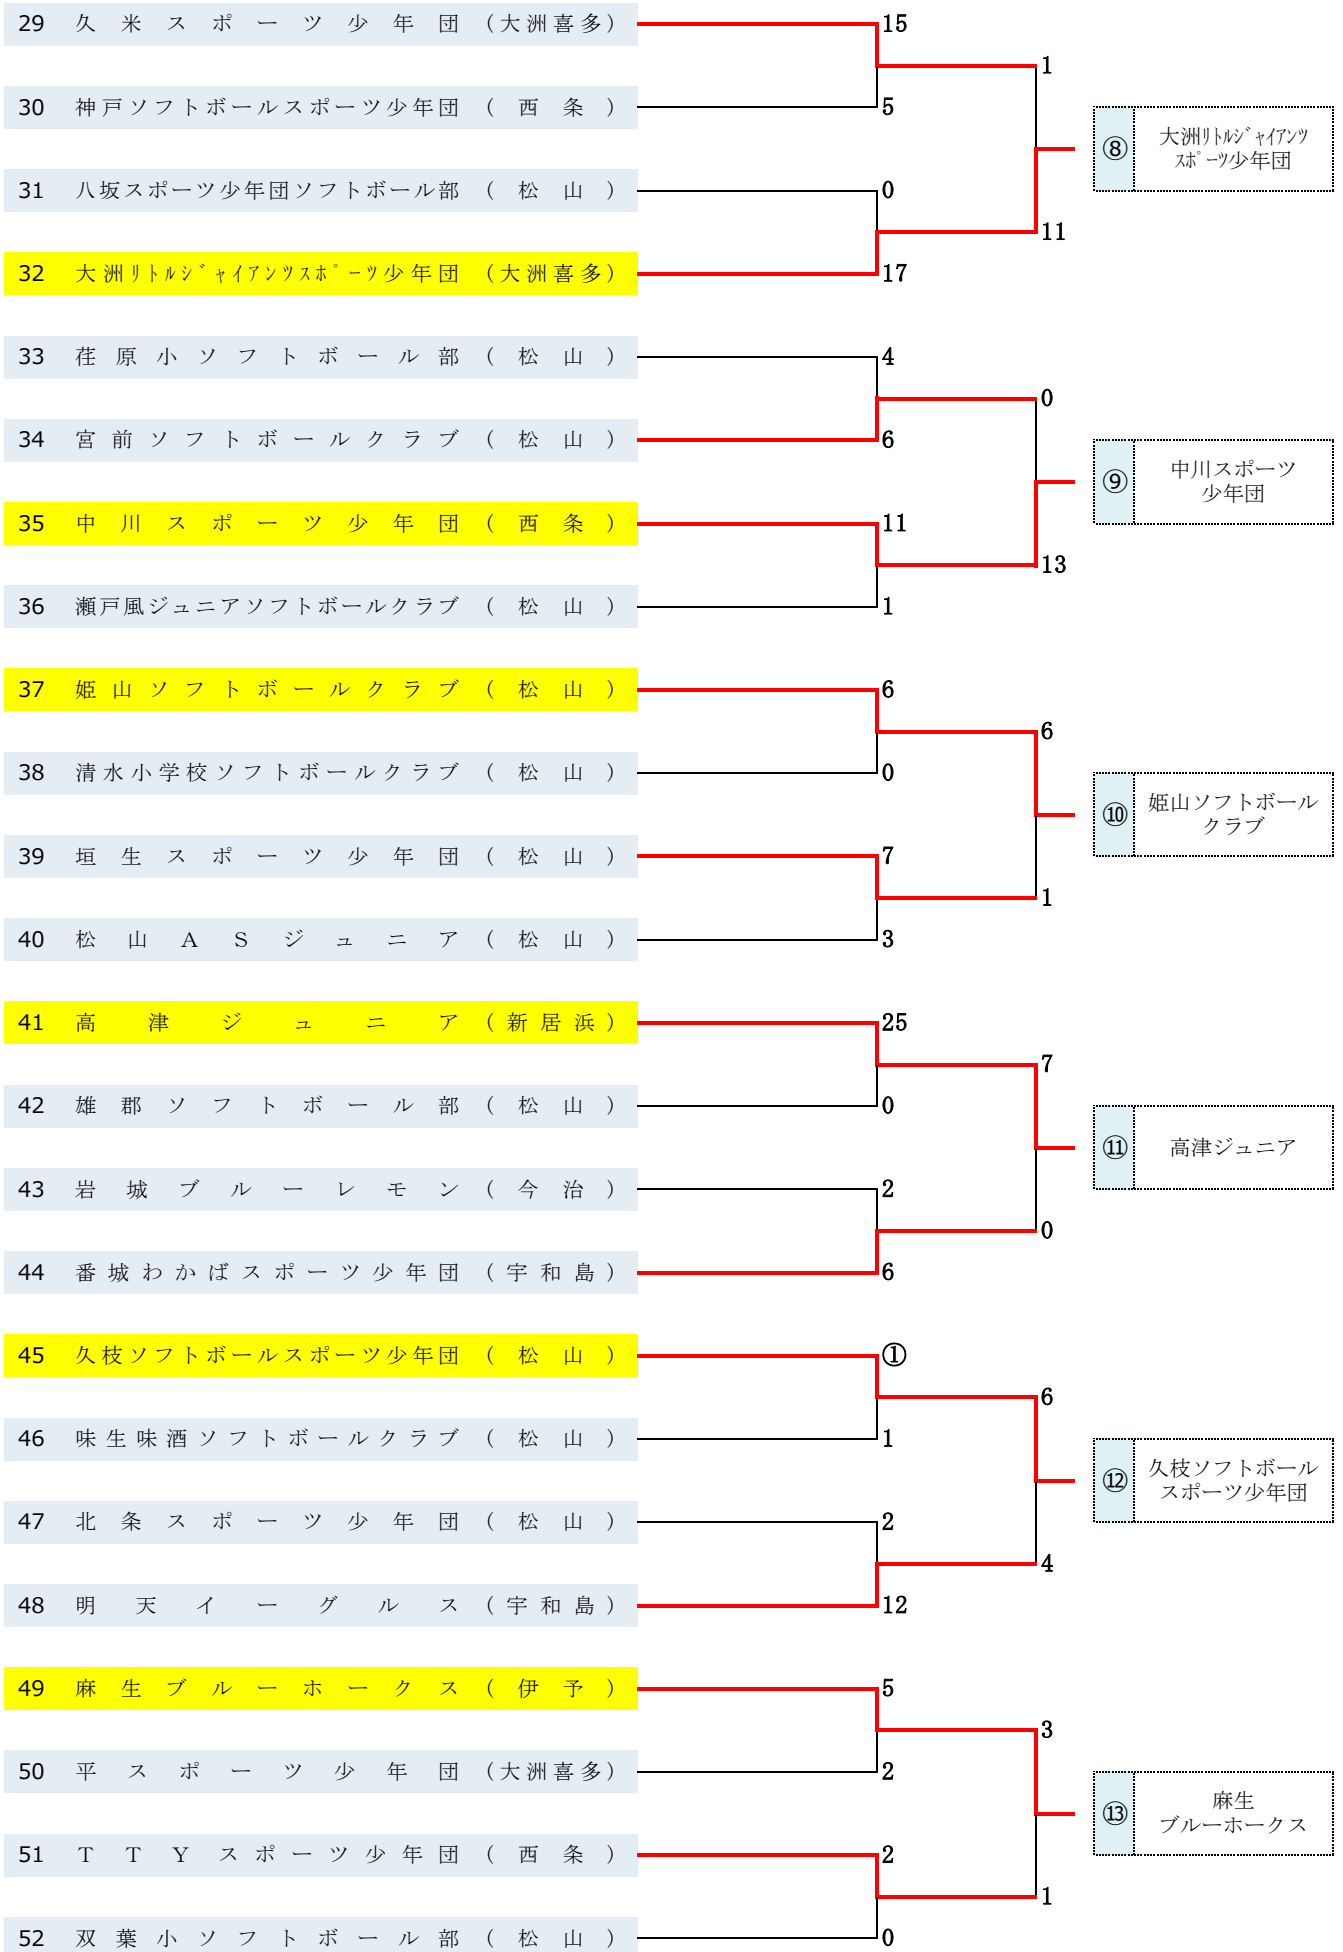 29 久米スポーツ少年団 (大洲喜多) 15
1
30 神戸ソフトボールスポーツ少年団 (西条) 5
⑧ 大洲ﾘﾄﾙｼﾞｬｲｱﾝﾂ
ｽﾎﾟｰﾂ少年団
31 八坂スポーツ少年団ソフトボール部 (松山) 0
11
32 大洲ﾘﾄﾙｼﾞｬｲｱﾝﾂｽﾎﾟｰﾂ少年団 (大洲喜多) 17
33 荏原小ソフトボール部 (松山) 4
0
34 宮前ソフトボールクラブ (松山) 6
⑨ 中川スポーツ
少年団
35 中川スポーツ少年団 (西条) 11
13
36 瀬戸風ジュニアソフトボールクラブ (松山) 1
37 姫山ソフトボールクラブ (松山) 6
6
38 清水小学校ソフトボールクラブ (松山) 0
⑩ 姫山ソフトボール
クラブ
39 垣生スポーツ少年団 (松山) 7
1
40 松山ASジュニア (松山) 3
41 高津ジュニア (新居浜) 25
7
42 雄郡ソフトボール部 (松山) 0
⑪ 高津ジュニア
43 岩城ブルーレモン (今治) 2
0
44 番城わかばスポーツ少年団 (宇和島) 6
45 久枝ソフトボールスポーツ少年団 (松山) ①
6
46 味生味酒ソフトボールクラブ (松山) 1
⑫ 久枝ソフトボール
スポーツ少年団
47 北条スポーツ少年団 (松山) 2
4
48 明天イーグルス (宇和島) 12
49 麻生ブルーホークス (伊予) 5
3
50 平スポーツ少年団 (大洲喜多) 2
⑬ 麻生
ブルーホークス
51 TTYスポーツ少年団 (西条) 2
1
52 双葉小ソフトボール部 (松山) 0